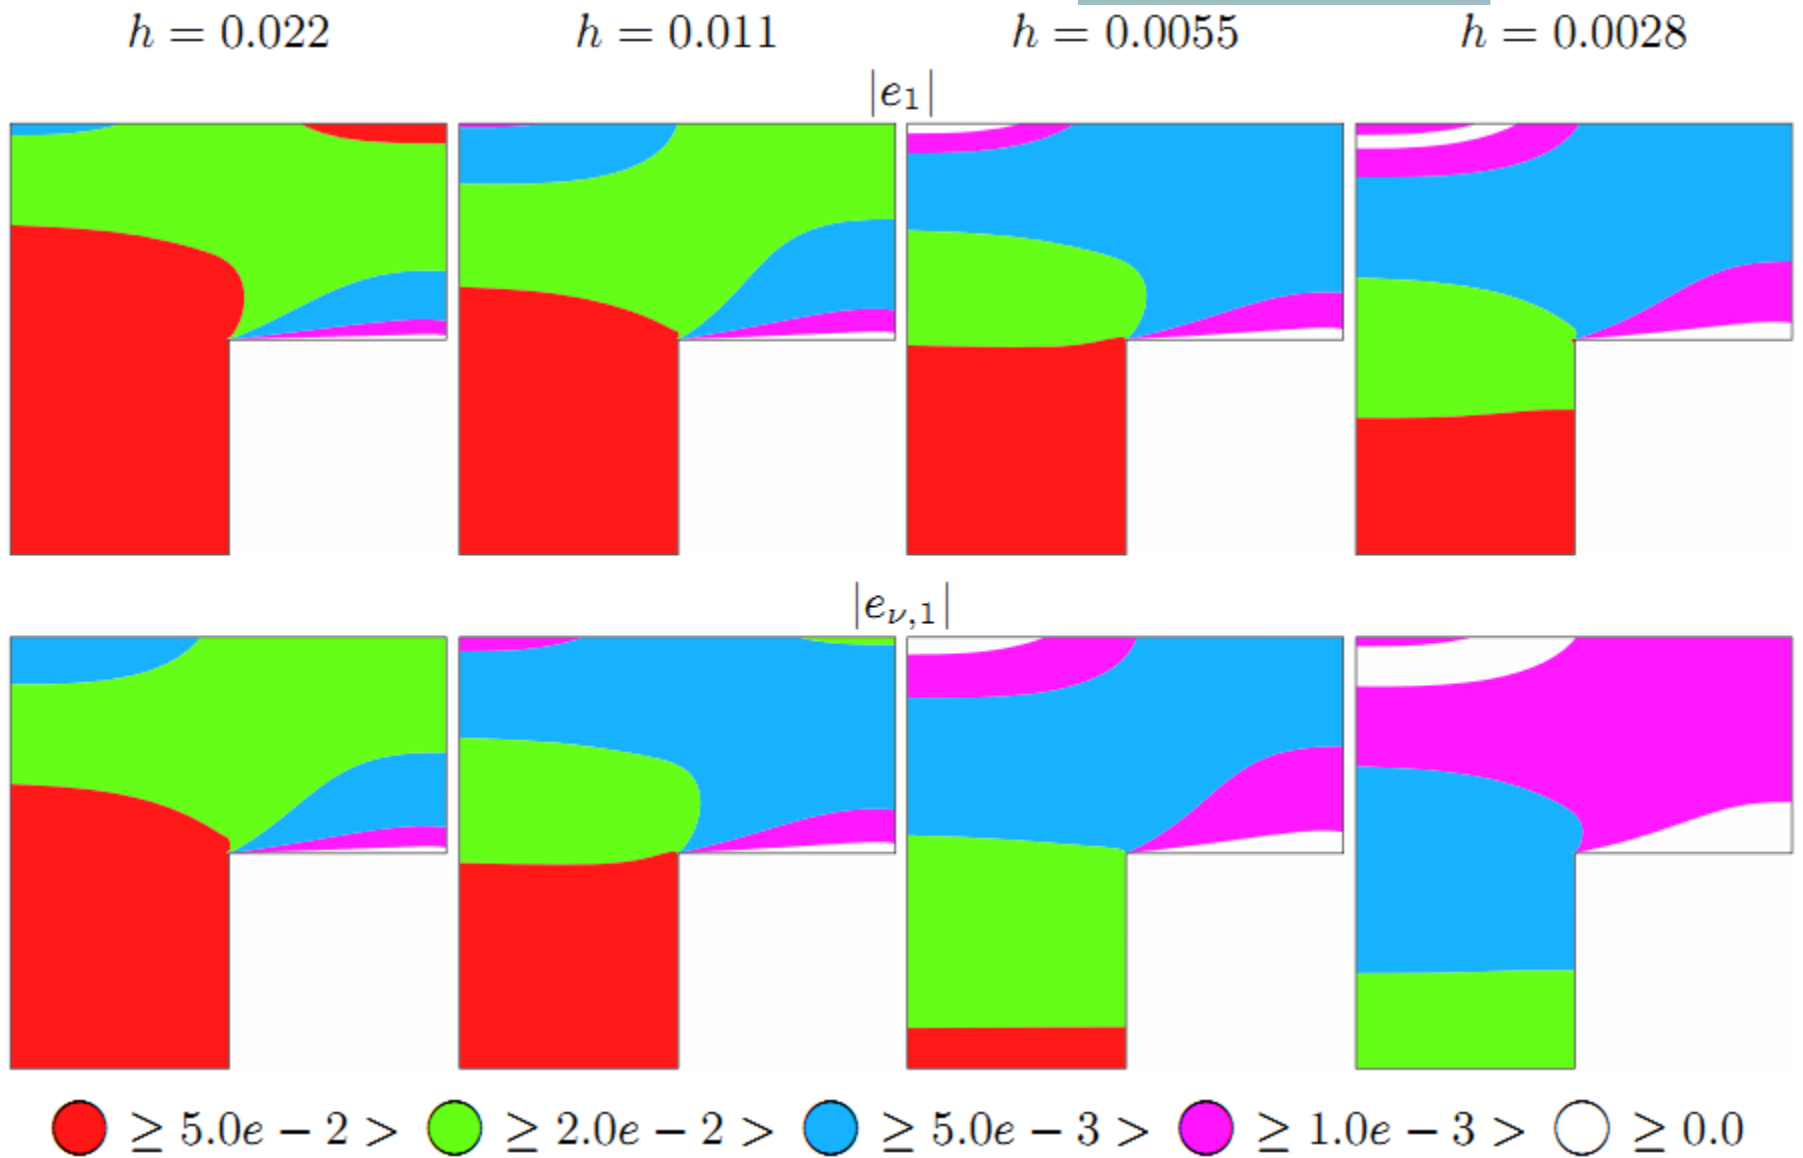 h = 0.022 h = 0.011 h = 0.0055 h = 0.0028
|e₁|
|e_{ν,1}|
≥ 5.0e − 2 > ≥ 2.0e − 2 > ≥ 5.0e − 3 > ≥ 1.0e − 3 > ≥ 0.0